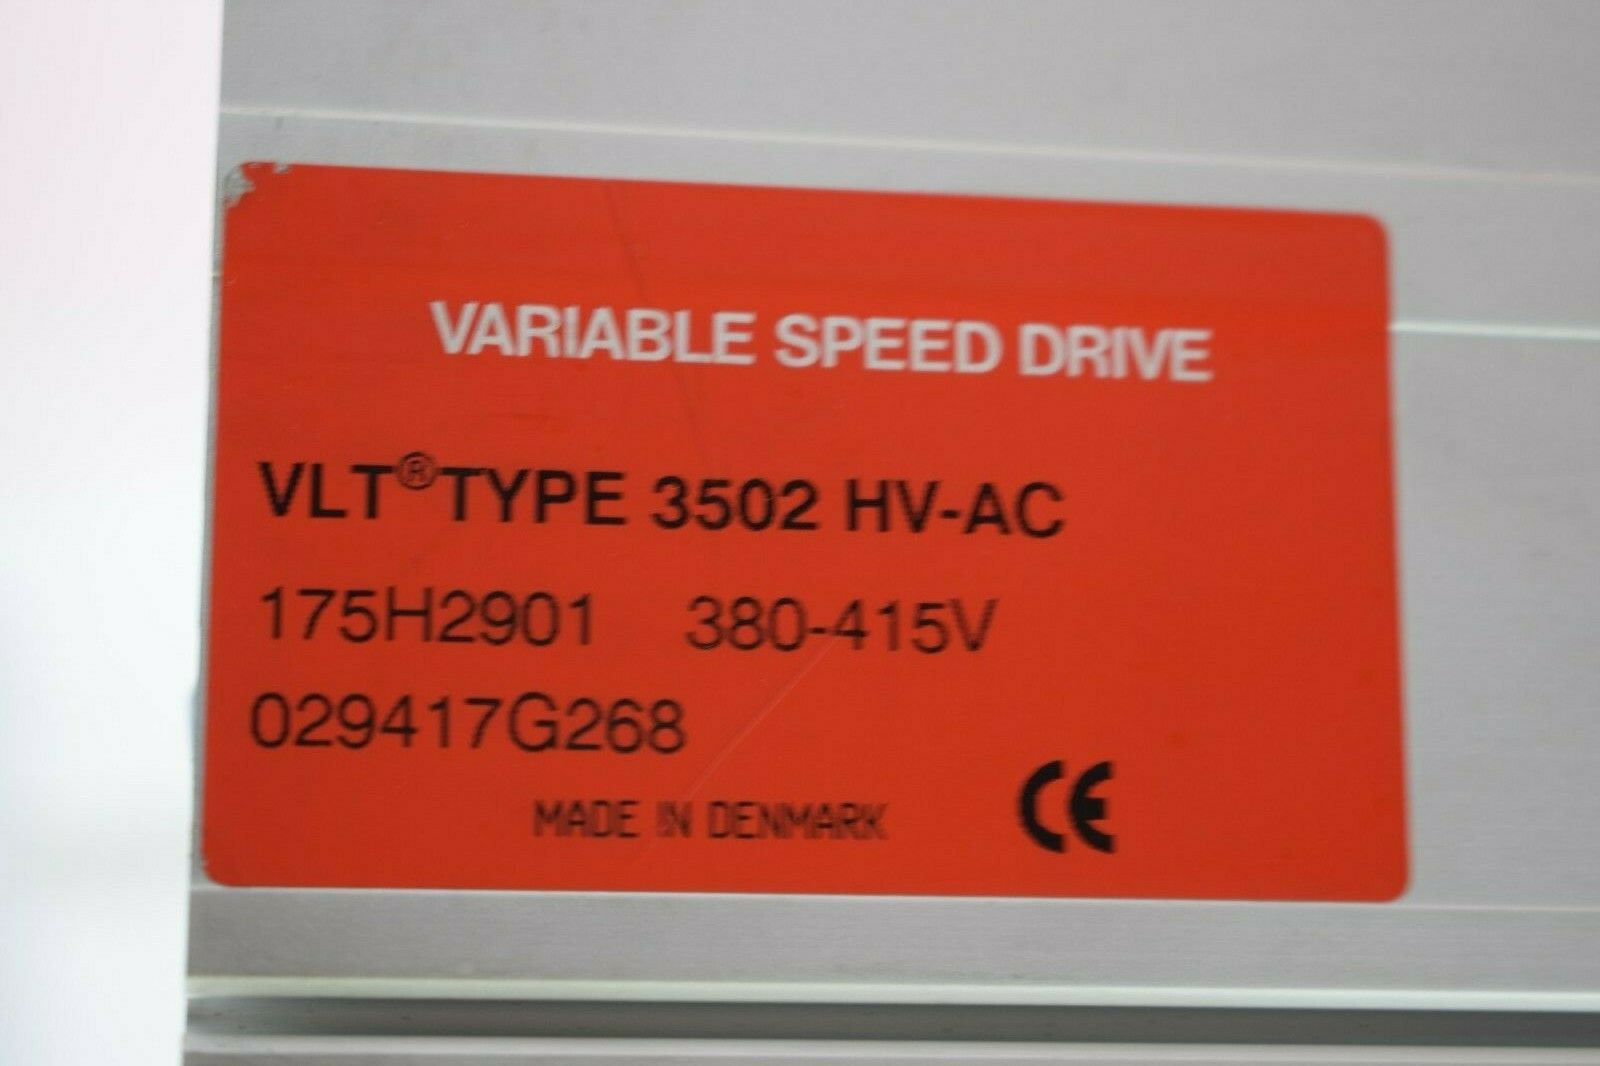 VARIABLE SPEED DRIVE
VLT® TYPE 3502 HV-AC
175H2901 380-415V
029417G268
MADE IN DENMARK CE